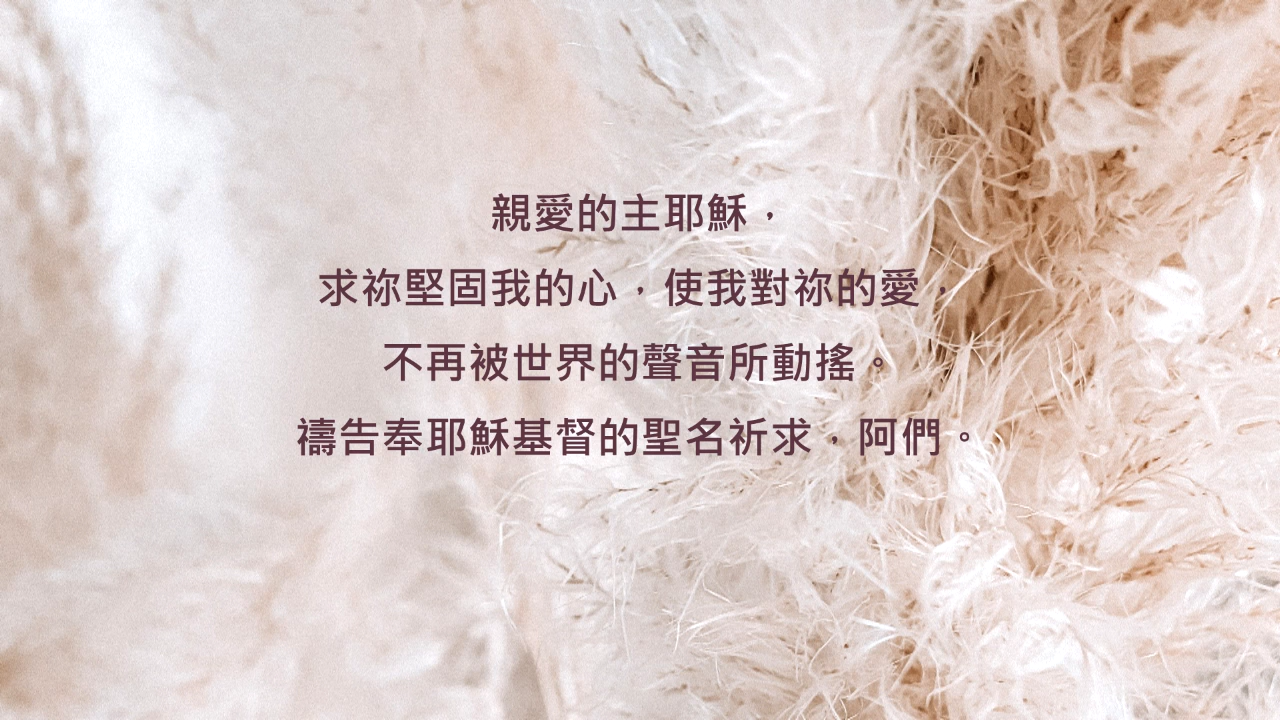 親愛的主耶穌，
求祢堅固我的心，使我對祢的愛，
不再被世界的聲音所動搖。
禱告奉耶穌基督的聖名祈求，阿們。